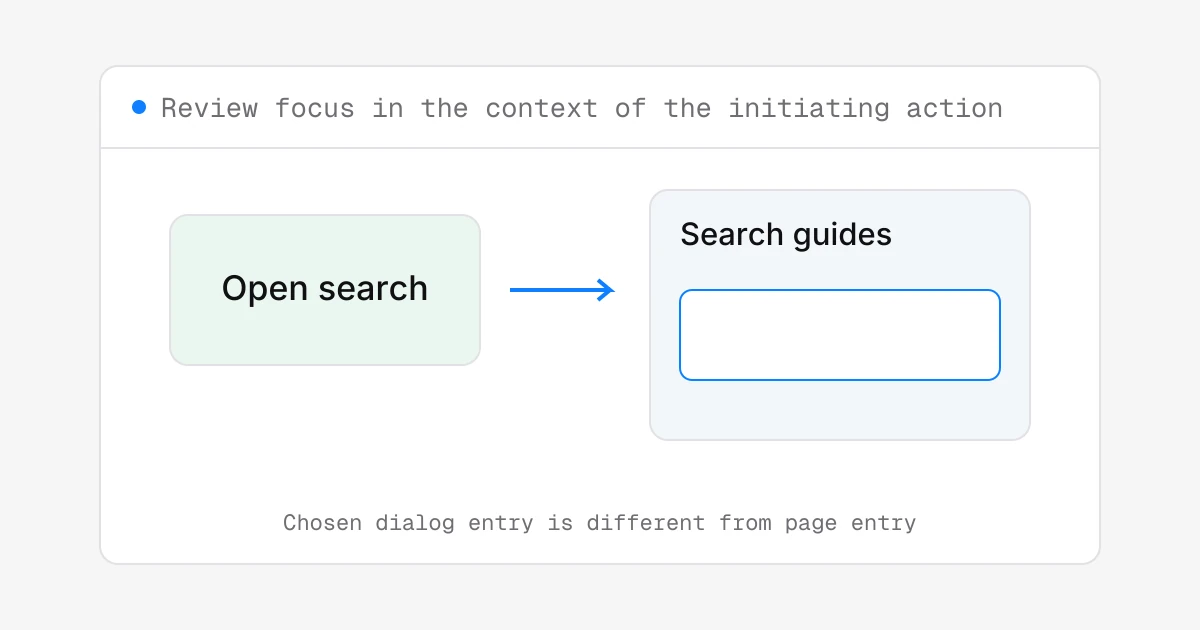 Review focus in the context of the initiating action
Open search
Search guides
Chosen dialog entry is different from page entry